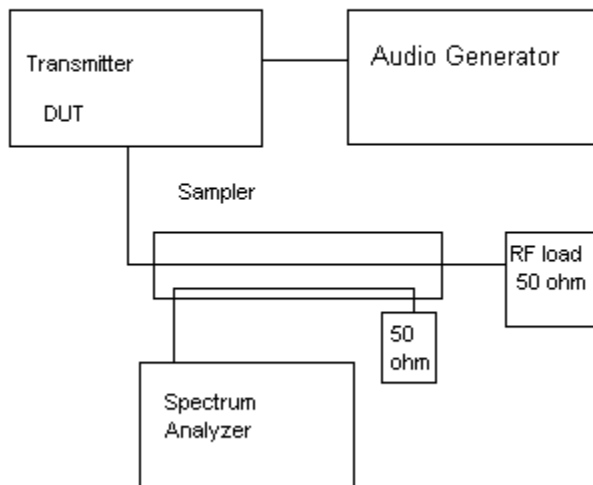 Transmitter
DUT
Audio Generator
Sampler
RF load
50 ohm
50
ohm
Spectrum
Analyzer